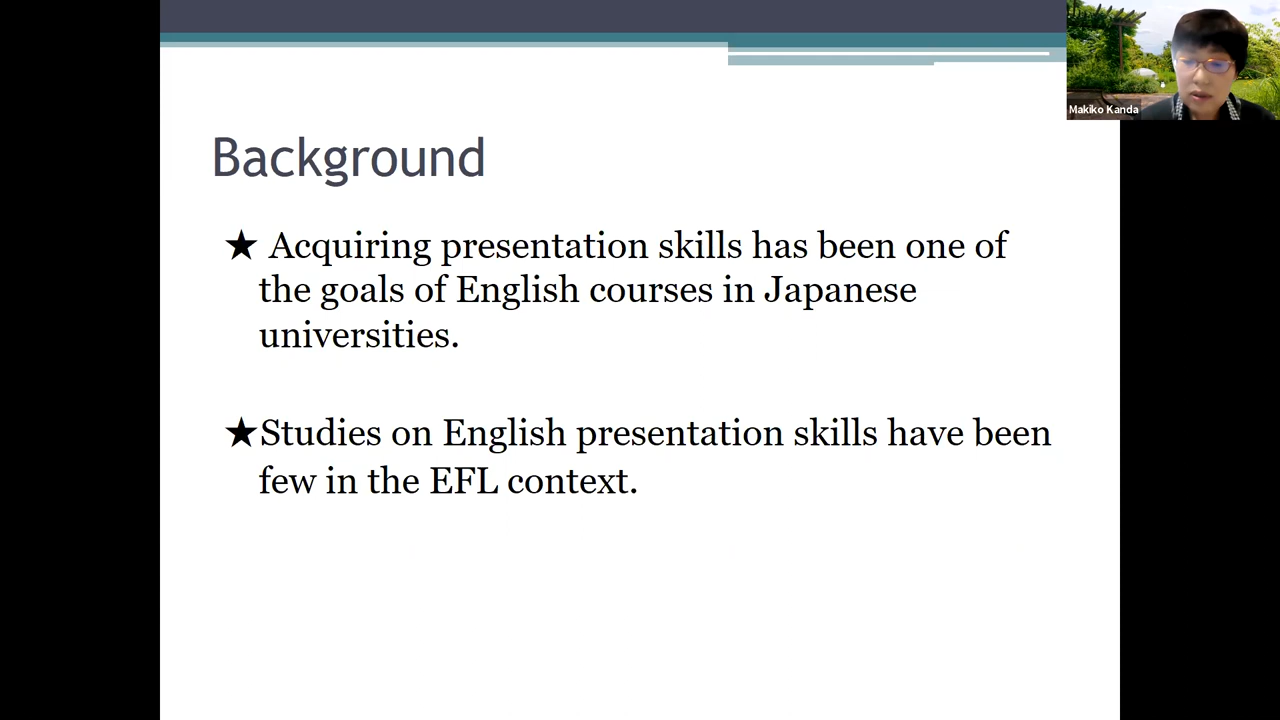 Makiko Kanda
Background
★ Acquiring presentation skills has been one of
the goals of English courses in Japanese
universities.
★Studies on English presentation skills have been
few in the EFL context.